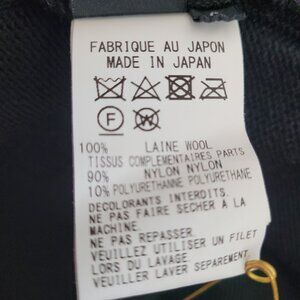 FABRIQUE AU JAPON
MADE IN JAPAN
F W
100% LAINE WOOL
TISSUS COMPLEMENTAIRES PARTS
90% NYLON NYLON
10% POLYURETHANNE POLYURETHANE
DECOLORANTS INTERDITS.
NE PAS FAIRE SECHER A LA
MACHINE.
NE PAS REPASSER.
VEUILLEZ UTILISER UN FILET
LORS DU LAVAGE.
VEUILLER LAVER SEPAREMENT.